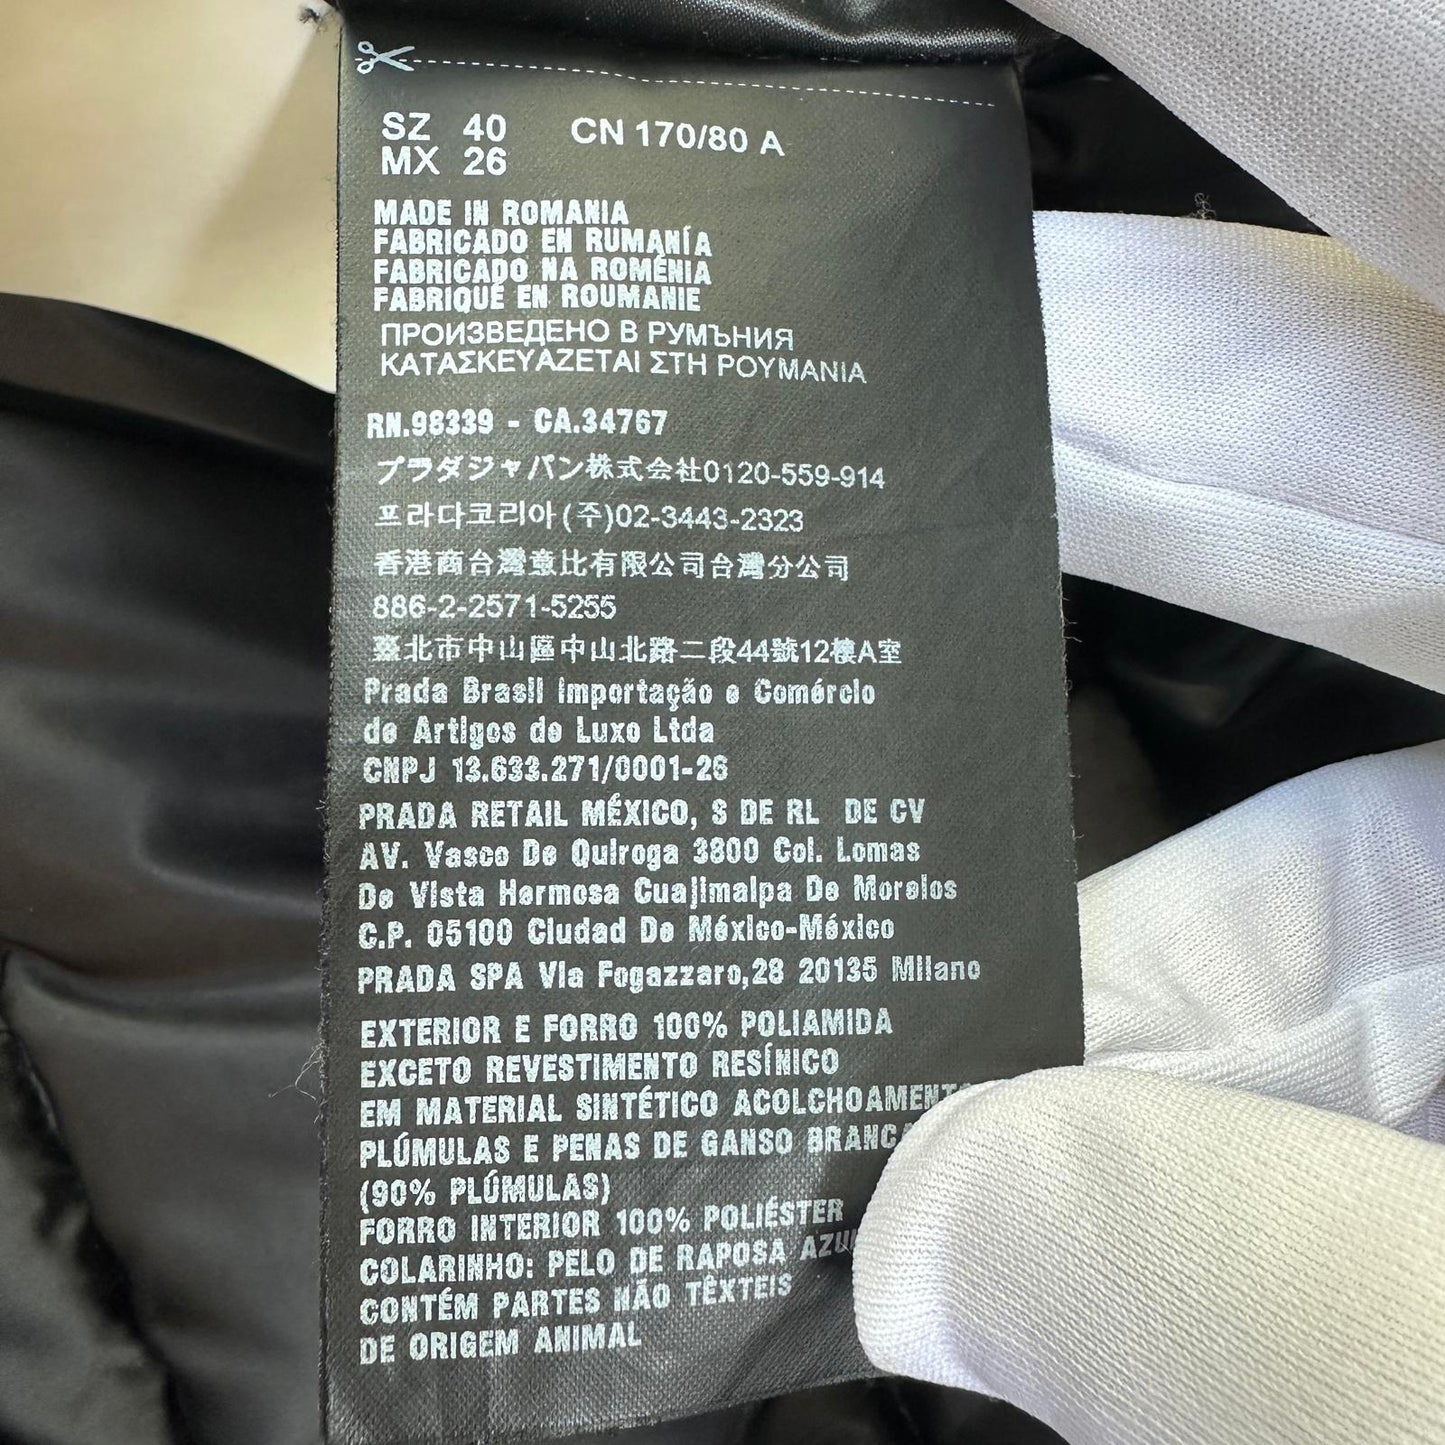 SZ 40 CN 170/80 A
MX 26
MADE IN ROMANIA
FABRICADO EN RUMANÍA
FABRICADO NA ROMÉNIA
FABRIQUÉ EN ROUMANIE
ПРОИЗВЕДЕНО В РУМЪНИЯ
ΚΑΤΑΣΚΕΥΑΖΕΤΑΙ ΣΤΗ ΡΟΥΜΑΝΙΑ
RN.98339 - CA.34767
プラダジャパン株式会社0120-559-914
프라다코리아(주)02-3443-2323
香港商台灣意比有限公司台灣分公司
886-2-2571-5255
臺北市中山區中山北路二段44號12樓A室
Prada Brasil Importação e Comércio
de Artigos de Luxo Ltda
CNPJ 13.633.271/0001-26
PRADA RETAIL MÉXICO, S DE RL DE CV
AV. Vasco De Quiroga 3800 Col. Lomas
De Vista Hermosa Cuajimalpa De Morelos
C.P. 05100 Ciudad De México-México
PRADA SPA Via Fogazzaro,28 20135 Milano
EXTERIOR E FORRO 100% POLIAMIDA
EXCETO REVESTIMENTO RESÍNICO
EM MATERIAL SINTÉTICO
PLÚMULAS E PENAS DE GANSO
(90% PLÚMULAS)
FORRO INTERIOR 100% POLIÉSTER
COLARINHO: PELO DE RAPOSA
CONTÉM PARTES NÃO TÊXTEIS
DE ORIGEM ANIMAL